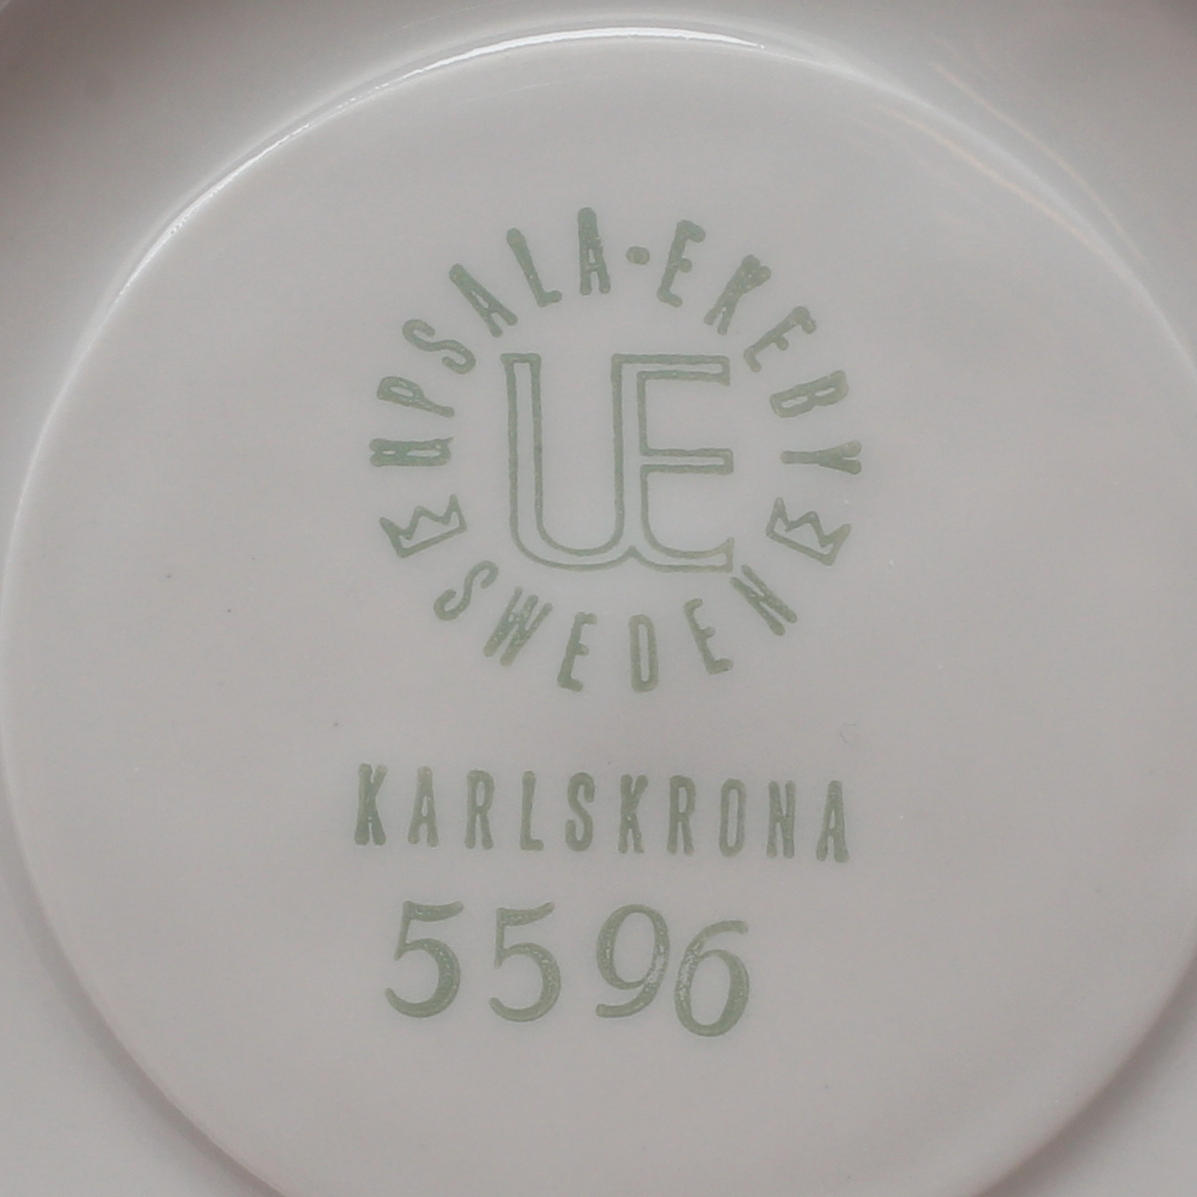 UPSALA-EKEBY
UE
SWEDEN
KARLSKRONA
5596